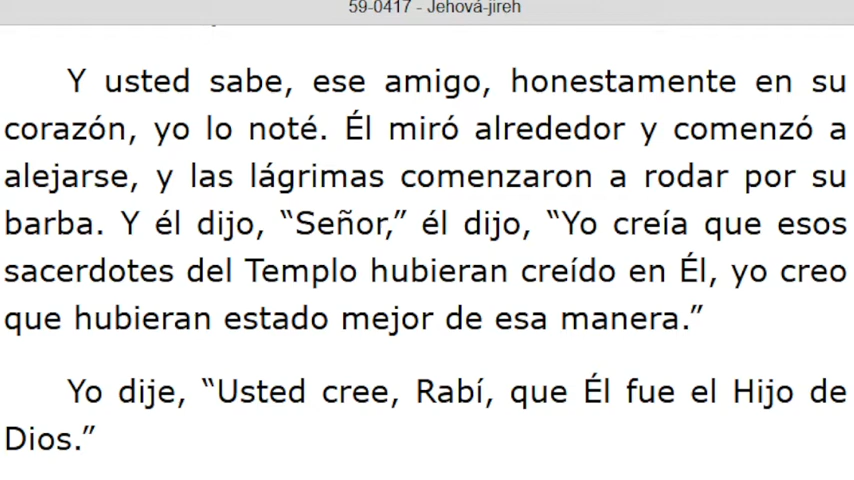 59-0417 - Jehová-jireh
Y usted sabe, ese amigo, honestamente en su
corazón, yo lo noté. Él miró alrededor y comenzó a
alejarse, y las lágrimas comenzaron a rodar por su
barba. Y él dijo, “Señor,” él dijo, “Yo creía que esos
sacerdotes del Templo hubieran creído en Él, yo creo
que hubieran estado mejor de esa manera.”
Yo dije, “Usted cree, Rabí, que Él fue el Hijo de
Dios.”